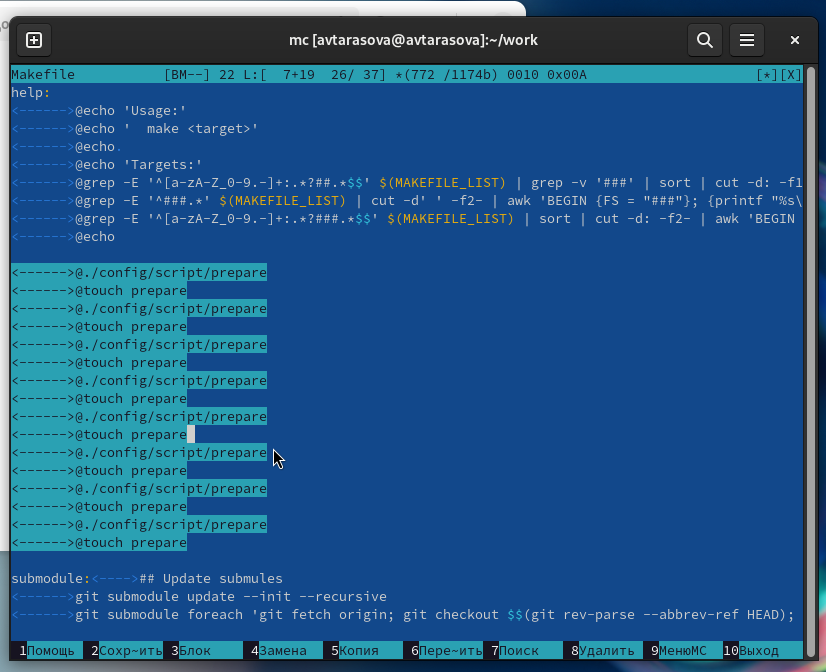 mc [avtarasova@avtarasova]:~/work
Makefile [BM--] 22 L:[ 7+19 26/ 37] *(772 /1174b) 0010 0x00A [*][X]
help:
<------>@echo 'Usage:'
<------>@echo ' make <target>'
<------>@echo.
<------>@echo 'Targets:'
<------>@grep -E '^[a-zA-Z_0-9.-]+:.*?##.*$$' $(MAKEFILE_LIST) | grep -v '###' | sort | cut -d: -f1
<------>@grep -E '^###.*' $(MAKEFILE_LIST) | cut -d' ' -f2- | awk 'BEGIN {FS = "###"}; {printf "%s\
<------>@grep -E '^[a-zA-Z_0-9.-]+:.*?###.*$$' $(MAKEFILE_LIST) | sort | cut -d: -f2- | awk 'BEGIN
<------>@echo
<------>@./config/script/prepare
<------>@touch prepare
<------>@./config/script/prepare
<------>@touch prepare
<------>@./config/script/prepare
<------>@touch prepare
<------>@./config/script/prepare
<------>@touch prepare
<------>@./config/script/prepare
<------>@touch prepare
<------>@./config/script/prepare
<------>@touch prepare
<------>@./config/script/prepare
<------>@touch prepare
<------>@./config/script/prepare
<------>@touch prepare
submodule:<---->## Update submules
<------>git submodule update --init --recursive
<------>git submodule foreach 'git fetch origin; git checkout $$(git rev-parse --abbrev-ref HEAD);
1Помощь 2Сохр~ить 3Блок 4Замена 5Копия 6Пере~ить 7Поиск 8Удалить 9МенюMC 10Выход